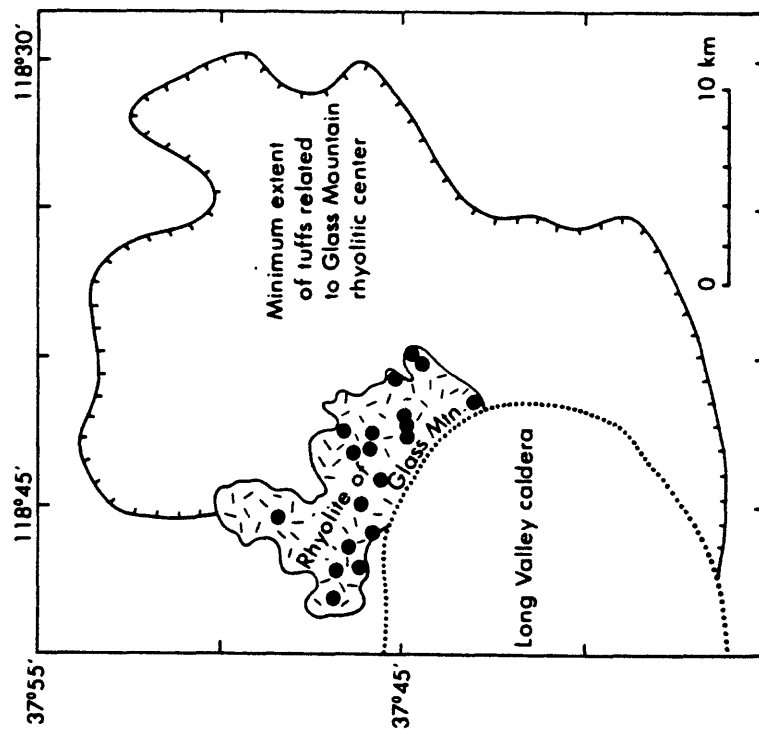 118°45′
118°30′
37°55′
37°45′
Minimum extent
of tuffs related
to Glass Mountain
rhyolitic center
Rhyolite of
Glass Mtn.
Long Valley caldera
0
10 km